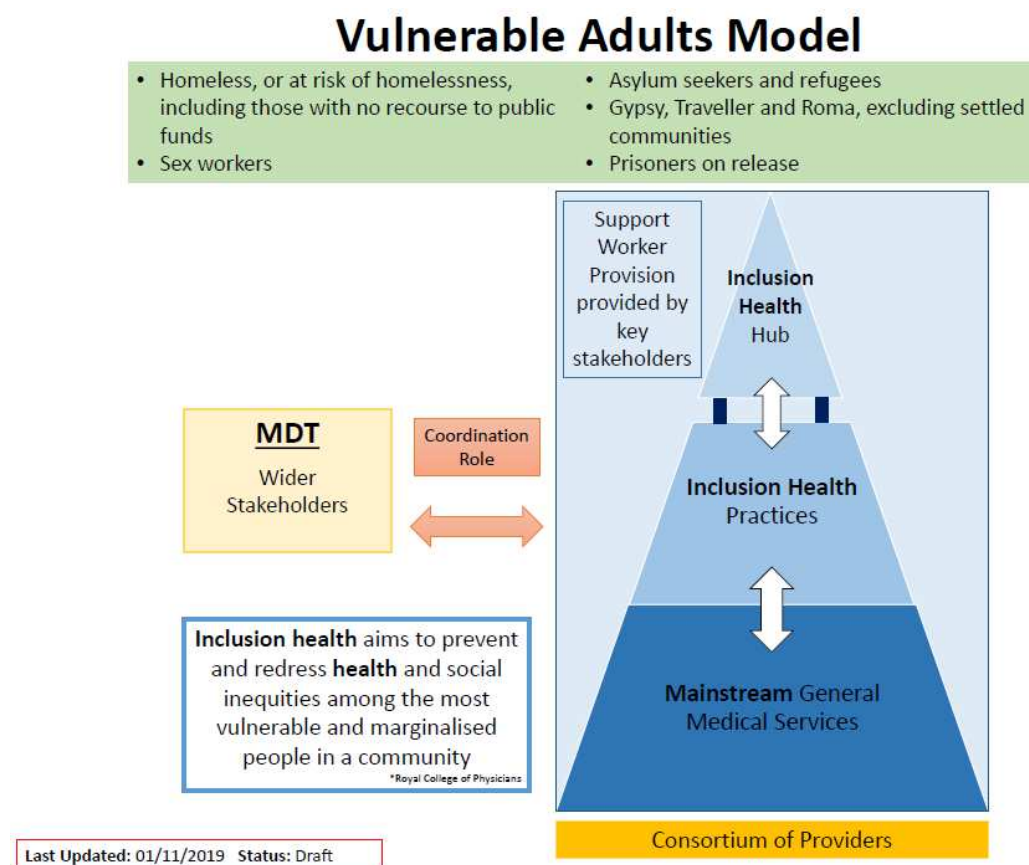 Vulnerable Adults Model
• Homeless, or at risk of homelessness,
including those with no recourse to public
funds
• Sex workers
• Asylum seekers and refugees
• Gypsy, Traveller and Roma, excluding settled
communities
• Prisoners on release
Support
Worker
Provision
provided by
key
stakeholders
Inclusion
Health
Hub
MDT
Wider
Stakeholders
Coordination
Role
Inclusion Health
Practices
Inclusion health aims to prevent
and redress health and social
inequities among the most
vulnerable and marginalised
people in a community
*Royal College of Physicians
Mainstream General
Medical Services
Consortium of Providers
Last Updated: 01/11/2019 Status: Draft